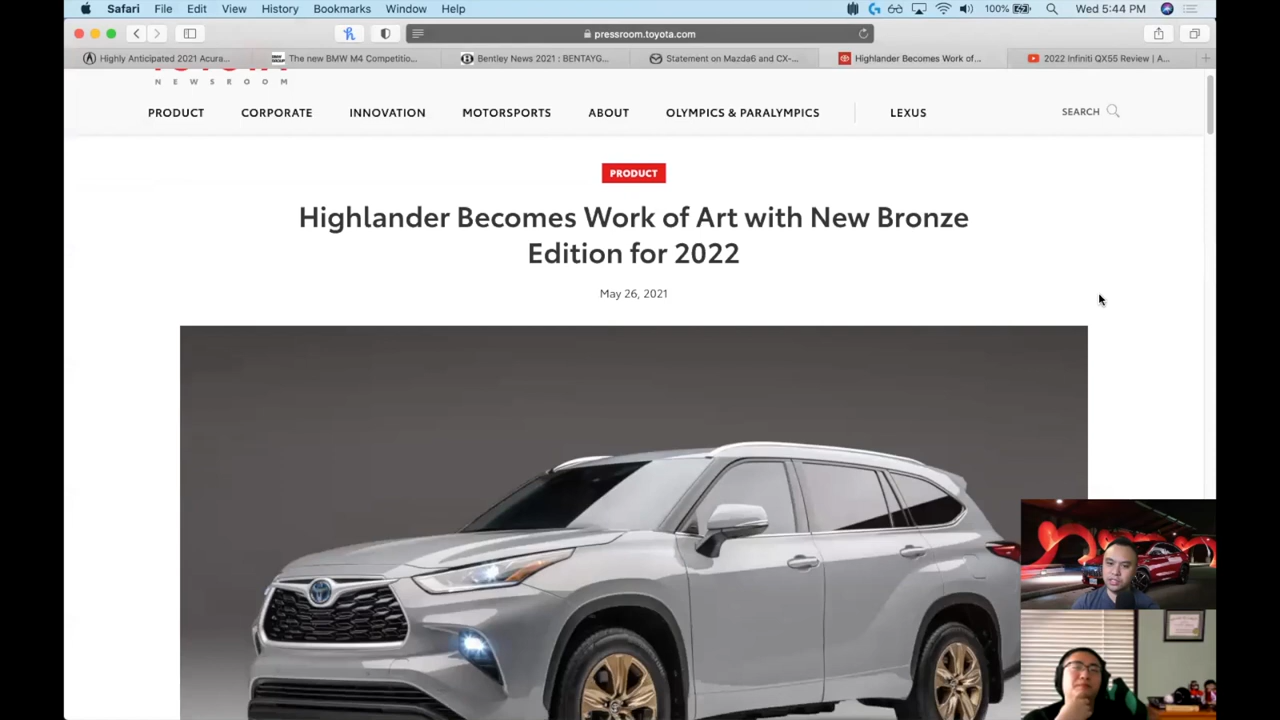 Safari File Edit View History Bookmarks Window Help 100% Wed 5:44 PM
pressroom.toyota.com
Highly Anticipated 2021 Acura... The new BMW M4 Competitio... Bentley News 2021 : BENTAYG... Statement on Mazda6 and CX-... Highlander Becomes Work of... 2022 Infiniti QX55 Review | A...
NEWSROOM
PRODUCT CORPORATE INNOVATION MOTORSPORTS ABOUT OLYMPICS & PARALYMPICS LEXUS SEARCH
PRODUCT
Highlander Becomes Work of Art with New Bronze
Edition for 2022
May 26, 2021